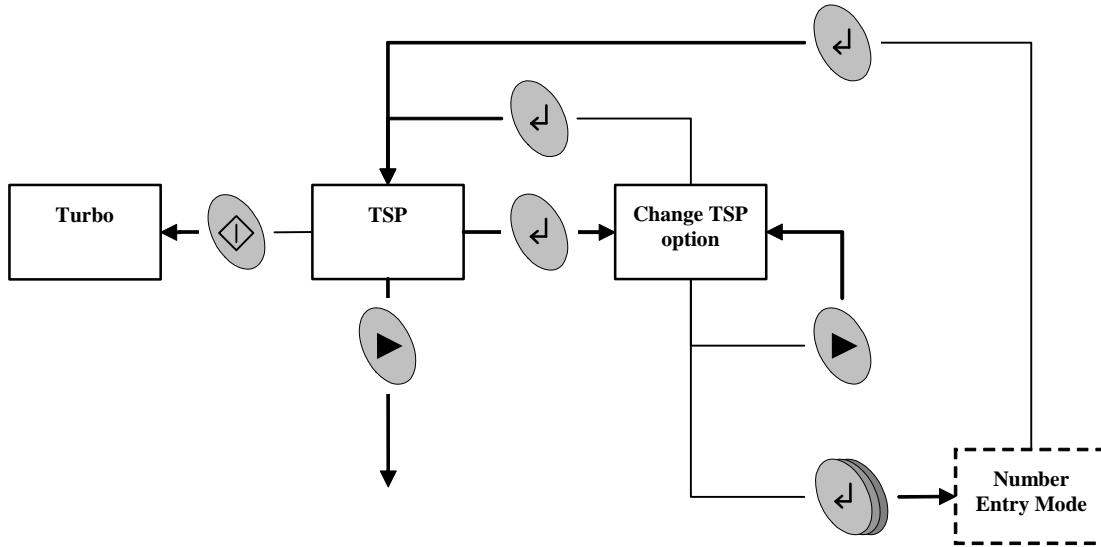 Turbo
TSP
Change TSP
option
Number
Entry Mode